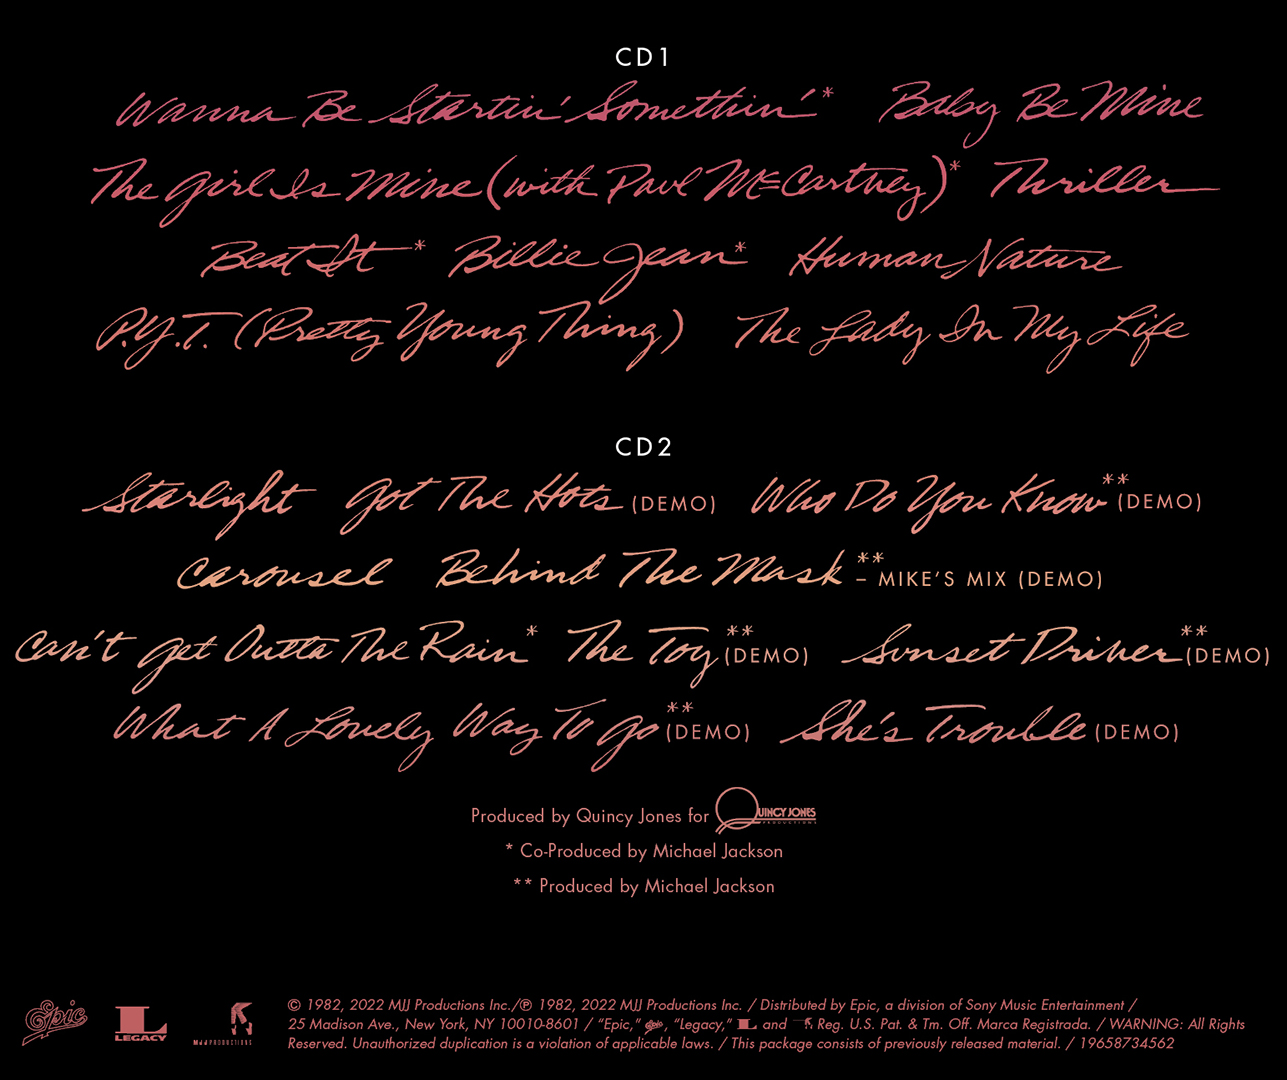 CD1
Wanna Be Startin' Somethin'* Baby Be Mine
The Girl Is Mine (with Paul McCartney)* Thriller
Beat It* Billie Jean* Human Nature
P.Y.T. (Pretty Young Thing) The Lady In My Life
CD2
Starlight Got The Hots (DEMO) Who Do You Know** (DEMO)
Carousel Behind The Mask** – MIKE'S MIX (DEMO)
Can't Get Outta The Rain* The Toy** (DEMO) Sunset Driver** (DEMO)
What A Lovely Way To Go** (DEMO) She's Trouble (DEMO)
Produced by Quincy Jones for QUINCY JONES PRODUCTIONS
* Co-Produced by Michael Jackson
** Produced by Michael Jackson
Epic LEGACY MJJ PRODUCTIONS
© 1982, 2022 MJJ Productions Inc./℗ 1982, 2022 MJJ Productions Inc. / Distributed by Epic, a division of Sony Music Entertainment /
25 Madison Ave., New York, NY 10010-8601 / "Epic," Epic, "Legacy," L and Reg. U.S. Pat. & Tm. Off. Marca Registrada. / WARNING: All Rights
Reserved. Unauthorized duplication is a violation of applicable laws. / This package consists of previously released material. / 19658734562